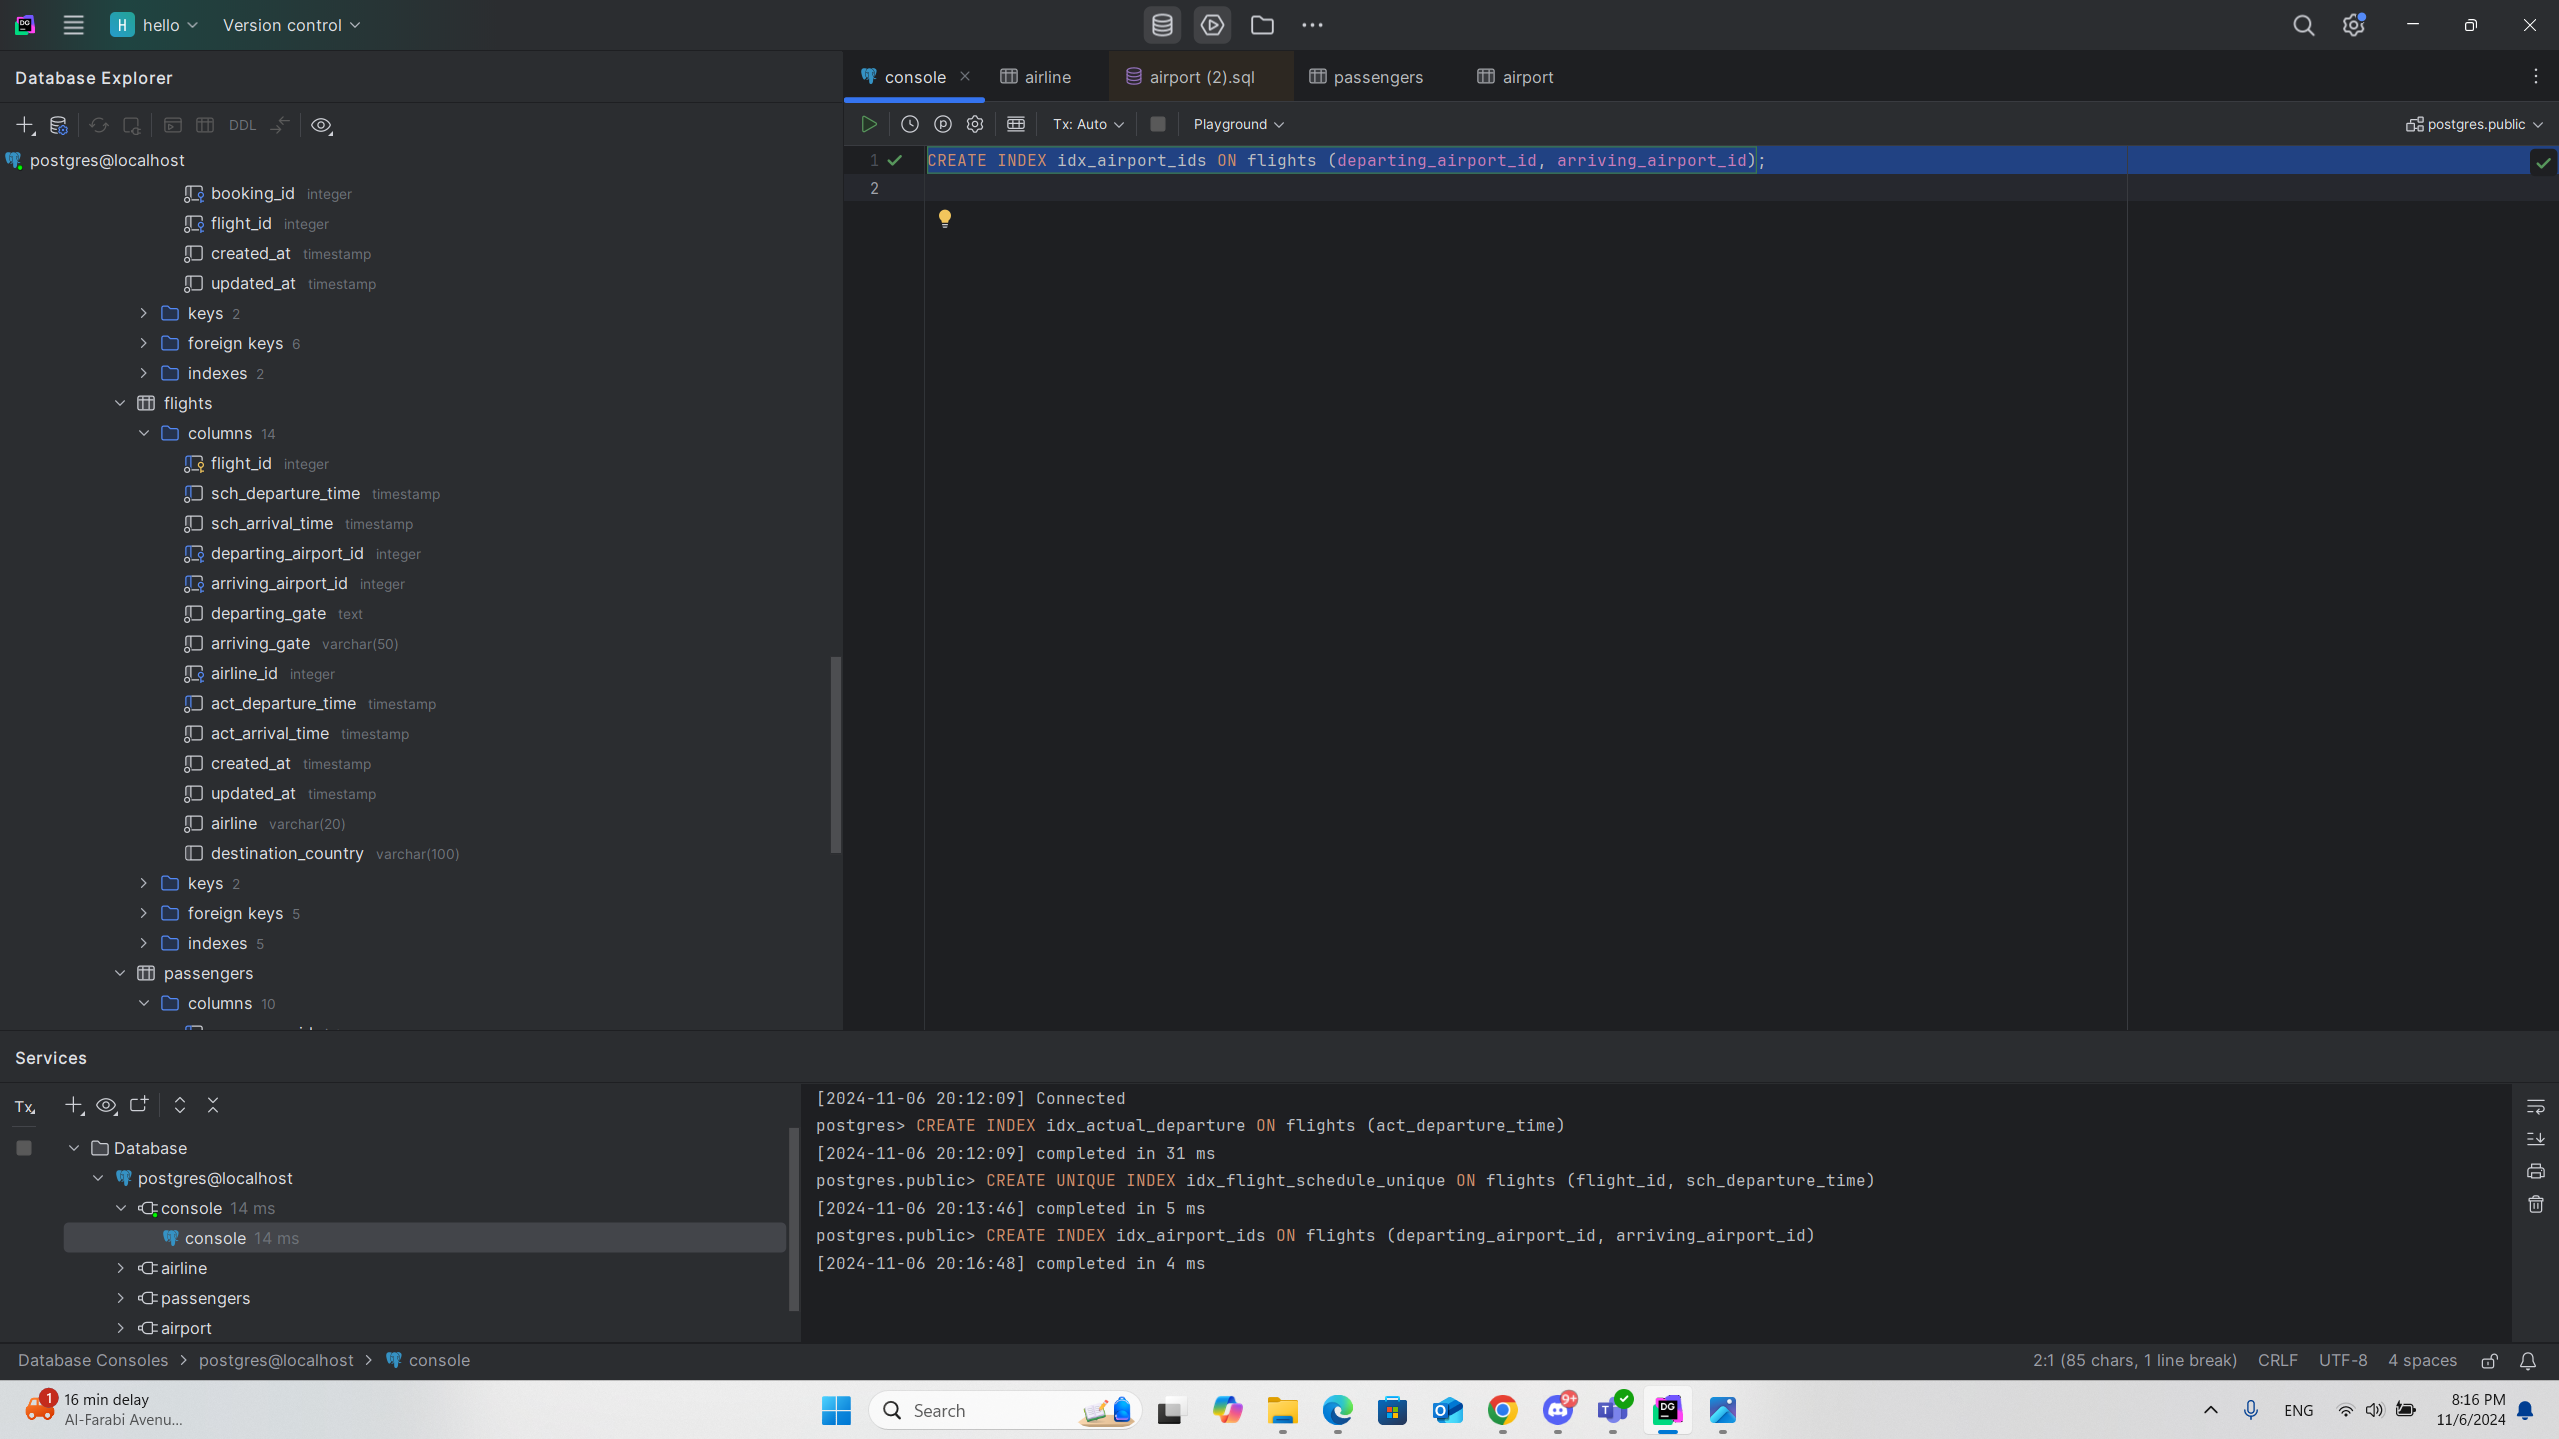 H hello Version control
Database Explorer
console airline airport (2).sql passengers airport
DDL
Tx: Auto Playground postgres.public
postgres@localhost
booking_id integer
flight_id integer
created_at timestamp
updated_at timestamp
keys 2
foreign keys 6
indexes 2
flights
columns 14
flight_id integer
sch_departure_time timestamp
sch_arrival_time timestamp
departing_airport_id integer
arriving_airport_id integer
departing_gate text
arriving_gate varchar(50)
airline_id integer
act_departure_time timestamp
act_arrival_time timestamp
created_at timestamp
updated_at timestamp
airline varchar(20)
destination_country varchar(100)
keys 2
foreign keys 5
indexes 5
passengers
columns 10
1 CREATE INDEX idx_airport_ids ON flights (departing_airport_id, arriving_airport_id);
2
Services
Tx
Database
postgres@localhost
console 14 ms
console 14 ms
airline
passengers
airport
[2024-11-06 20:12:09] Connected
postgres> CREATE INDEX idx_actual_departure ON flights (act_departure_time)
[2024-11-06 20:12:09] completed in 31 ms
postgres.public> CREATE UNIQUE INDEX idx_flight_schedule_unique ON flights (flight_id, sch_departure_time)
[2024-11-06 20:13:46] completed in 5 ms
postgres.public> CREATE INDEX idx_airport_ids ON flights (departing_airport_id, arriving_airport_id)
[2024-11-06 20:16:48] completed in 4 ms
Database Consoles > postgres@localhost > console
2:1 (85 chars, 1 line break) CRLF UTF-8 4 spaces
1 16 min delay
Al-Farabi Avenu...
Search
9+
DG
ENG
8:16 PM
11/6/2024